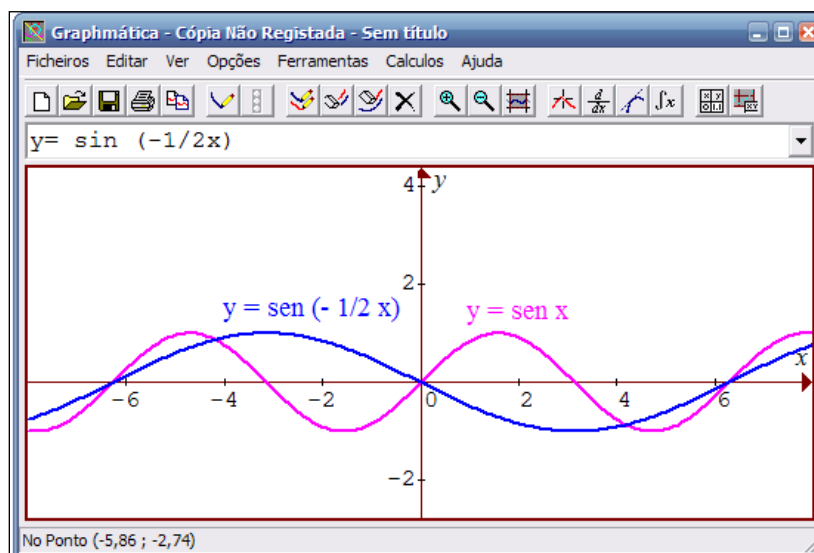 Graphmática - Cópia Não Registada - Sem título
Ficheiros Editar Ver Opções Ferramentas Calculos Ajuda
y= sin (-1/2x)
4 y
2
y = sen (- 1/2 x) y = sen x
x
-6 -4 -2 0 2 4 6
-2
No Ponto (-5,86 ; -2,74)